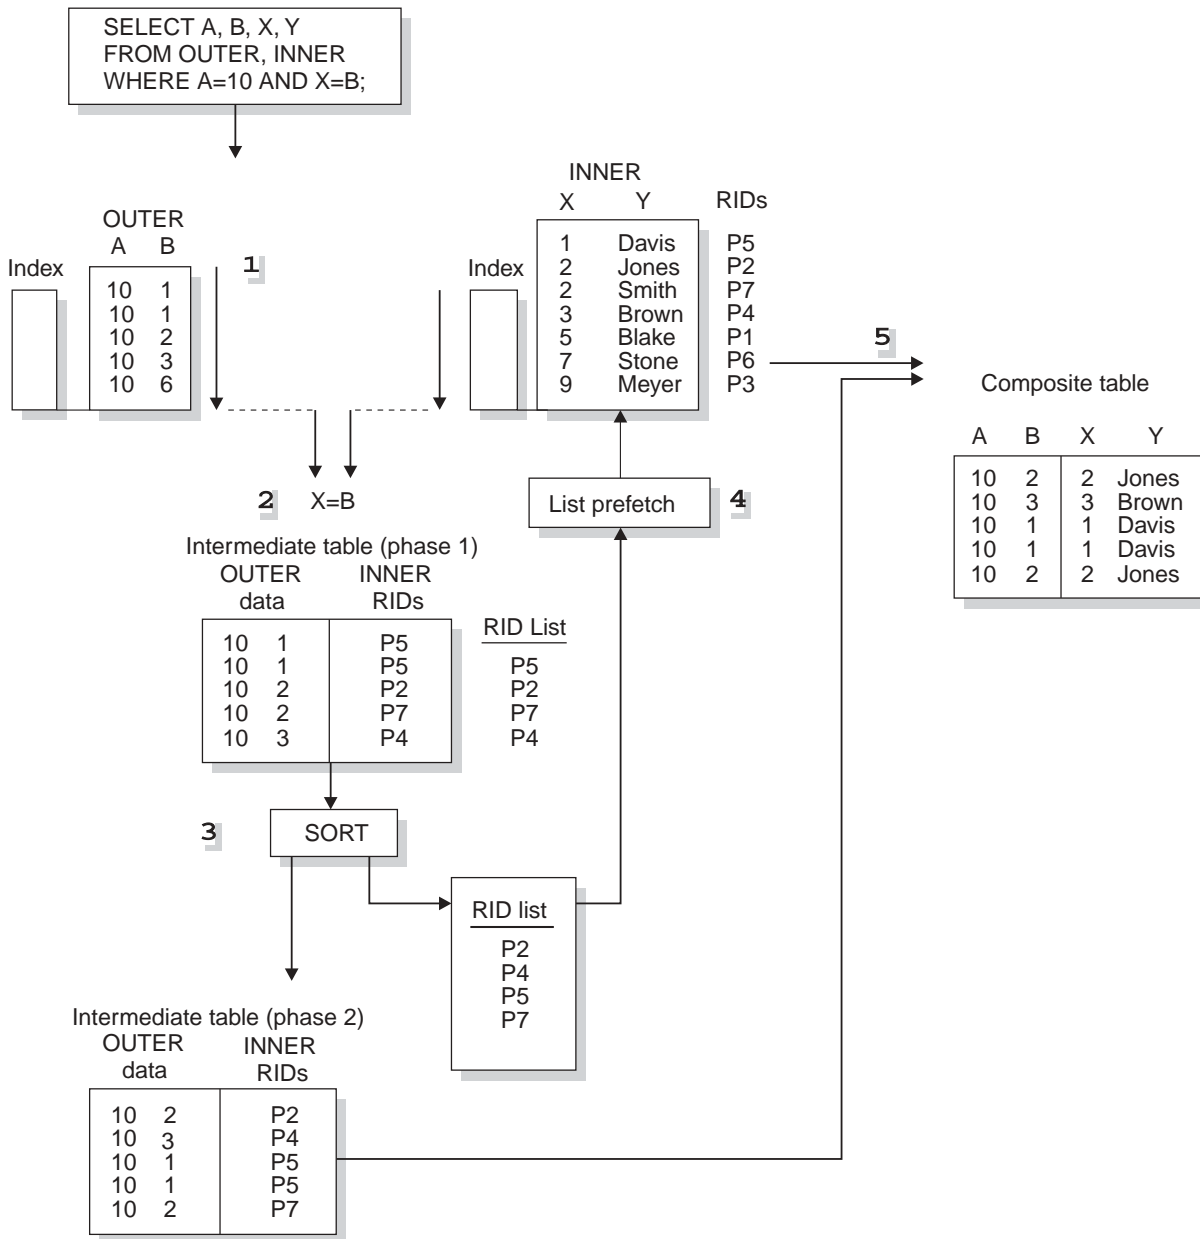 SELECT A, B, X, Y
FROM OUTER, INNER
WHERE A=10 AND X=B;
OUTER
A B
Index
10 1
10 1
10 2
10 3
10 6
1
INNER
X Y RIDs
Index
1 Davis P5
2 Jones P2
2 Smith P7
3 Brown P4
5 Blake P1
7 Stone P6
9 Meyer P3
5
Composite table
A B X Y
10 2 2 Jones
10 3 3 Brown
10 1 1 Davis
10 1 1 Davis
10 2 2 Jones
2 X=B
List prefetch 4
Intermediate table (phase 1)
OUTER INNER
data RIDs
10 1 P5
10 1 P5
10 2 P2
10 2 P7
10 3 P4
RID List
P5
P2
P7
P4
3 SORT
RID list
P2
P4
P5
P7
Intermediate table (phase 2)
OUTER INNER
data RIDs
10 2 P2
10 3 P4
10 1 P5
10 1 P5
10 2 P7